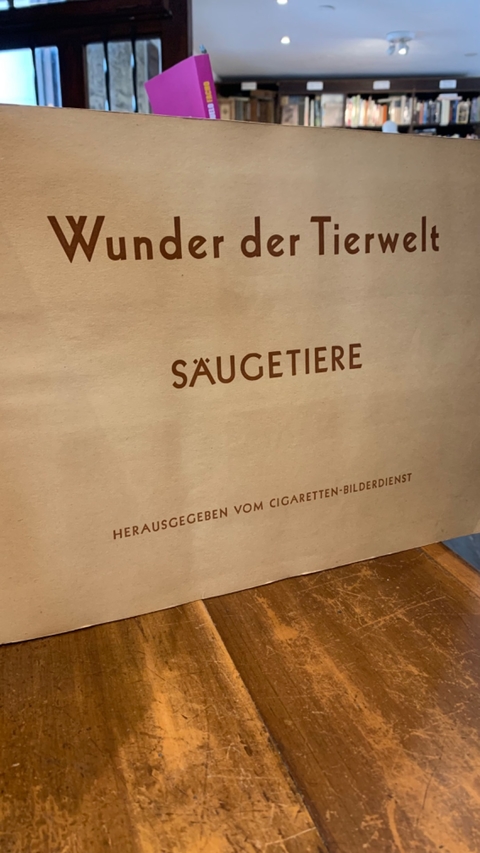 Wunder der Tierwelt
SÄUGETIERE
HERAUSGEGEBEN VOM CIGARETTEN-BILDERDIENST